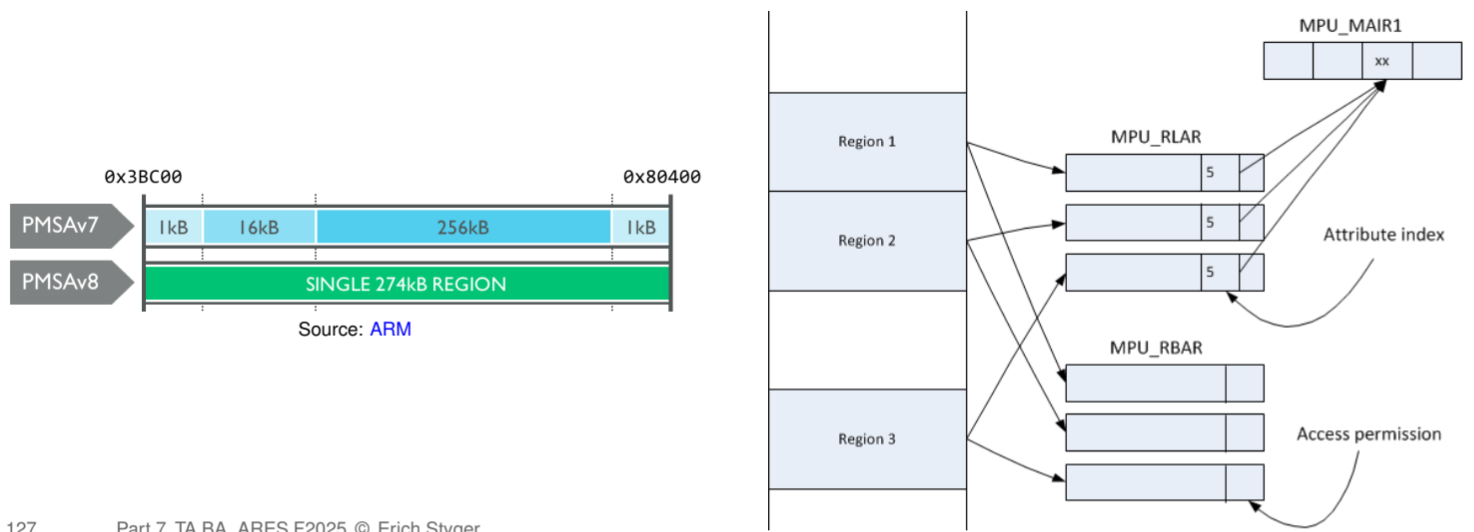 0x3BC00 0x80400
PMSAv7 1kB 16kB 256kB 1kB
PMSAv8 SINGLE 274kB REGION
Source: ARM
MPU_MAIR1
xx
Region 1
MPU_RLAR
5
Region 2
5
Attribute index
5
MPU_RBAR
Region 3
Access permission
127 Part 7, TA.BA_ARES.F2025, © Erich Styger